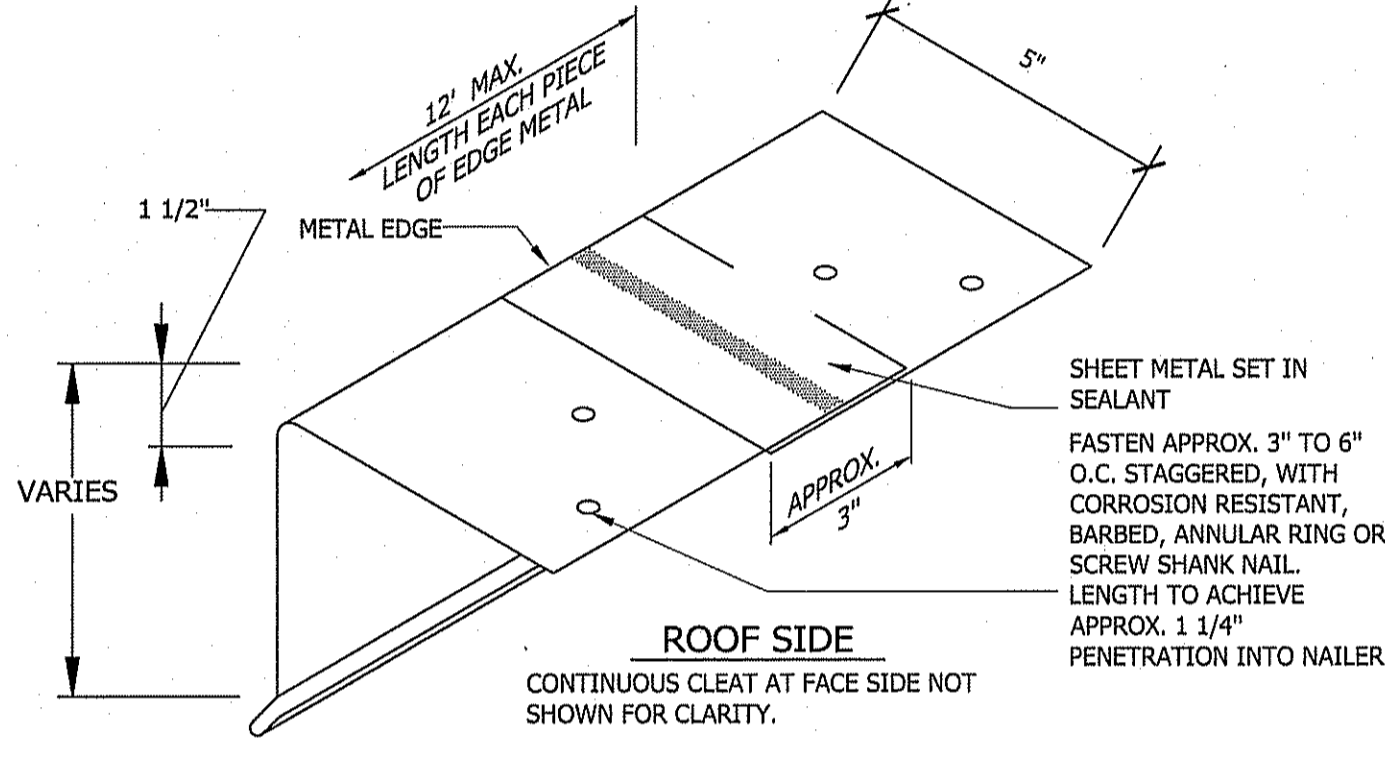 12' MAX.
LENGTH EACH PIECE
OF EDGE METAL
5"
1 1/2"
METAL EDGE
VARIES
SHEET METAL SET IN
SEALANT
APPROX.
3"
FASTEN APPROX. 3" TO 6"
O.C. STAGGERED, WITH
CORROSION RESISTANT,
BARBED, ANNULAR RING OR
SCREW SHANK NAIL.
LENGTH TO ACHIEVE
APPROX. 1 1/4"
PENETRATION INTO NAILER
ROOF SIDE
CONTINUOUS CLEAT AT FACE SIDE NOT
SHOWN FOR CLARITY.